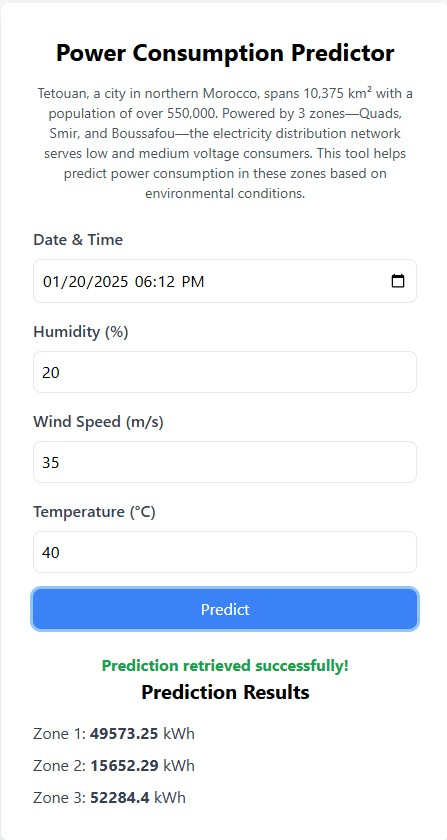 Power Consumption Predictor
Tetouan, a city in northern Morocco, spans 10,375 km² with a
population of over 550,000. Powered by 3 zones—Quads,
Smir, and Boussafou—the electricity distribution network
serves low and medium voltage consumers. This tool helps
predict power consumption in these zones based on
environmental conditions.
Date & Time
01/20/2025 06:12 PM
Humidity (%)
20
Wind Speed (m/s)
35
Temperature (°C)
40
Predict
Prediction retrieved successfully!
Prediction Results
Zone 1: 49573.25 kWh
Zone 2: 15652.29 kWh
Zone 3: 52284.4 kWh